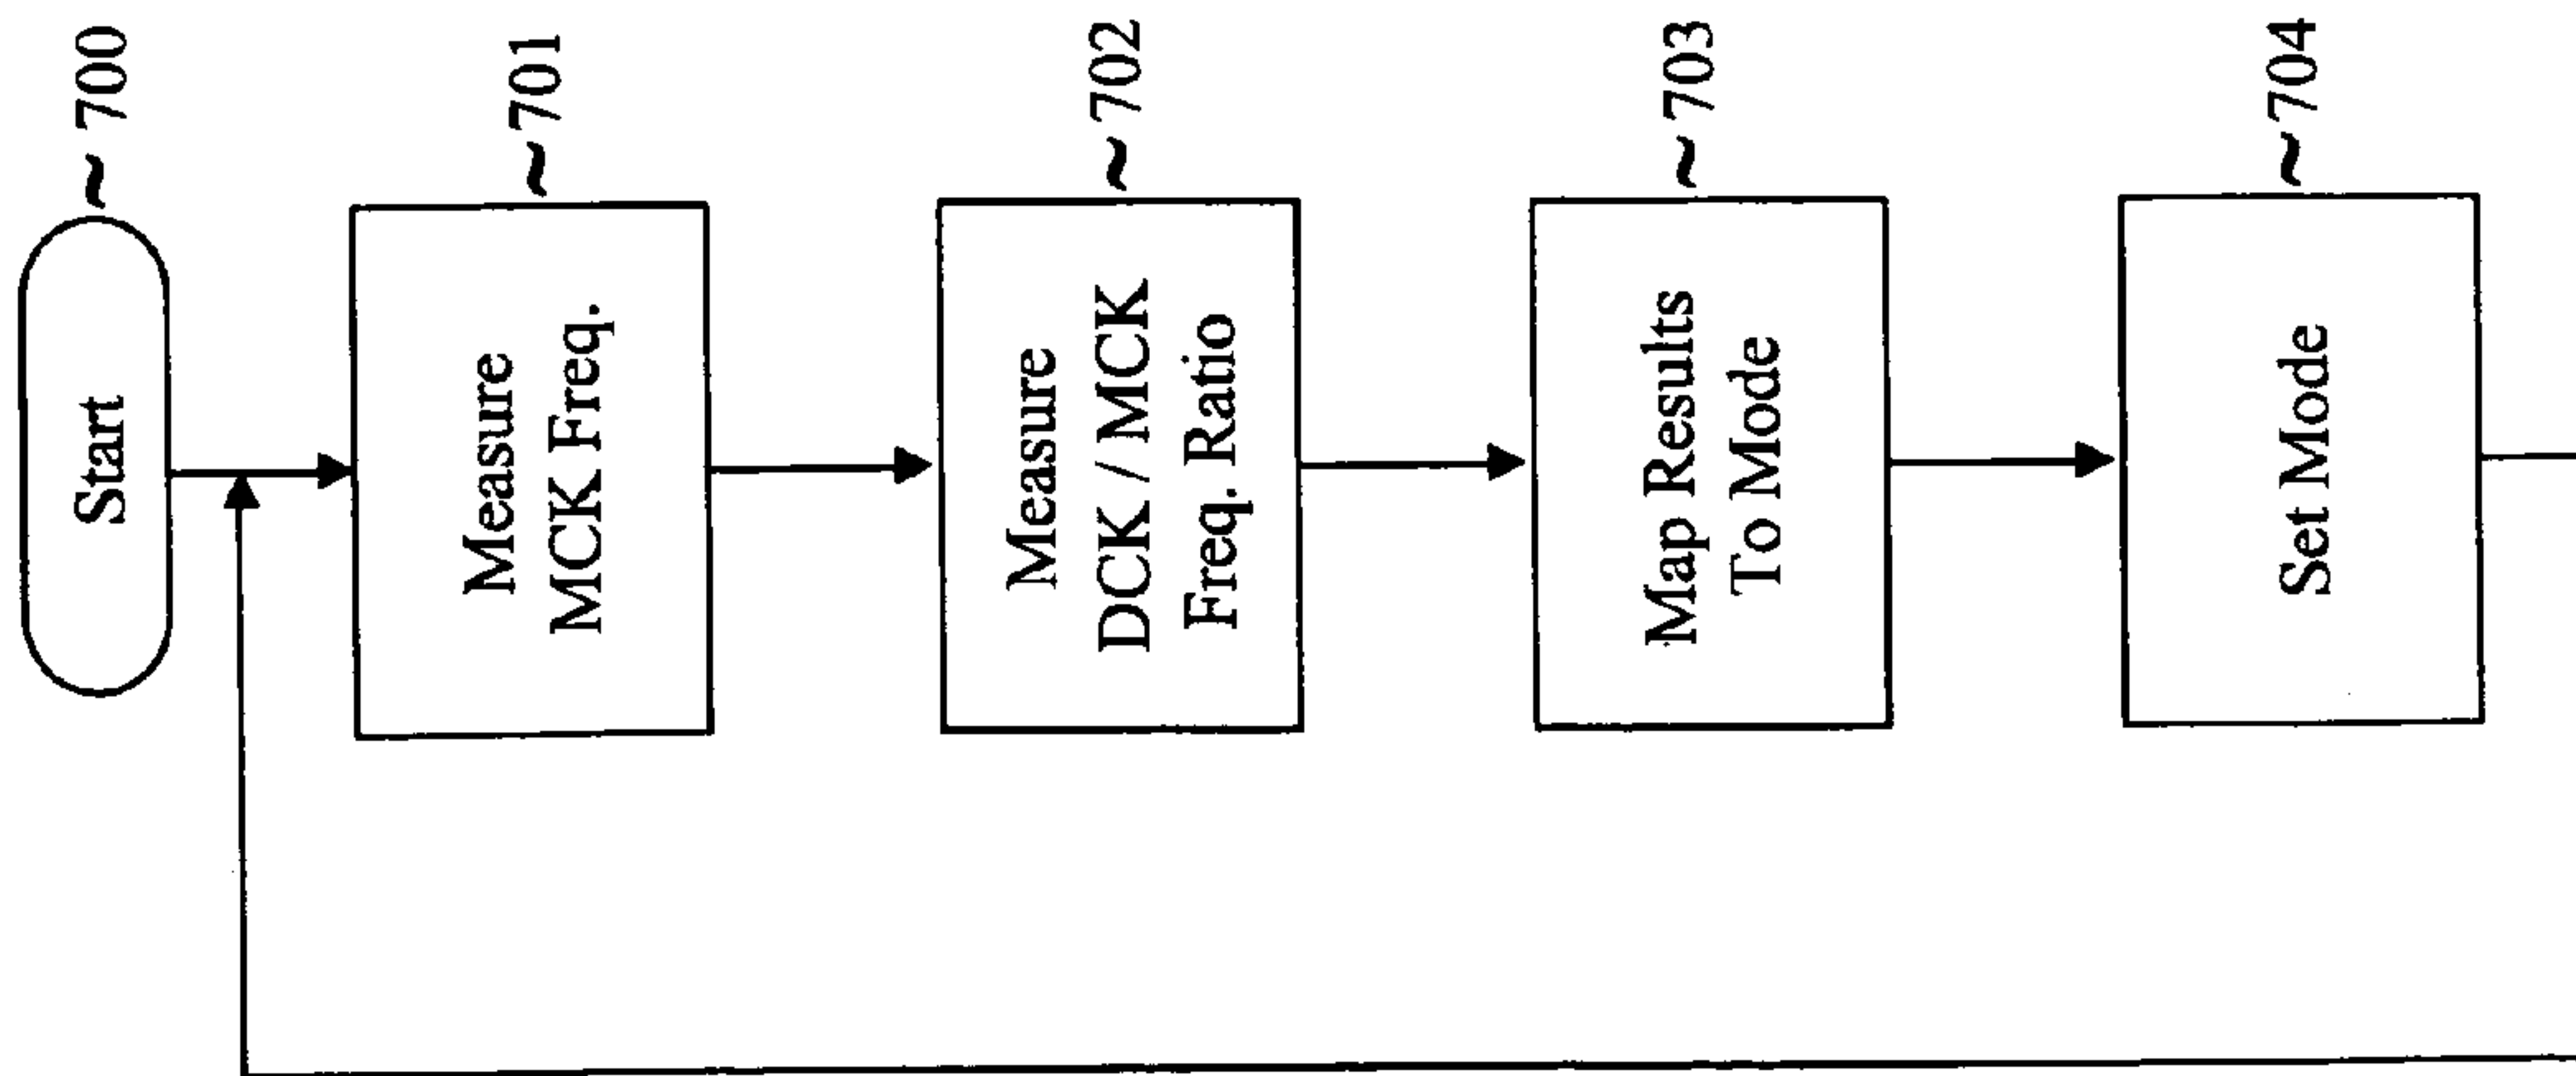 Start
~ 700
Measure
MCK Freq.
~701
Measure
DCK / MCK
Freq. Ratio
~702
Map Results
To Mode
~703
Set Mode
~704